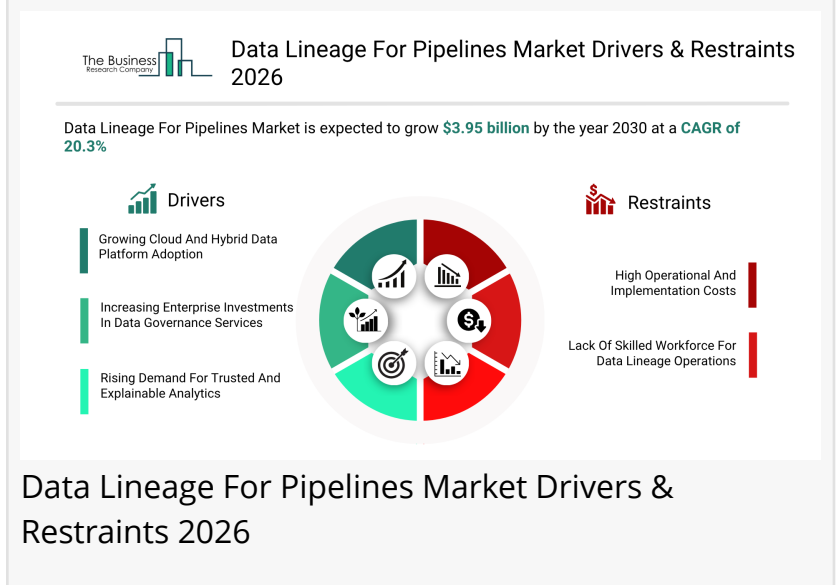 The Business
Research Company
Data Lineage For Pipelines Market Drivers & Restraints
2026
Data Lineage For Pipelines Market is expected to grow $3.95 billion by the year 2030 at a CAGR of
20.3%
Drivers
Growing Cloud And Hybrid Data
Platform Adoption
Increasing Enterprise Investments
In Data Governance Services
Rising Demand For Trusted And
Explainable Analytics
Restraints
High Operational And
Implementation Costs
Lack Of Skilled Workforce For
Data Lineage Operations
Data Lineage For Pipelines Market Drivers &
Restraints 2026